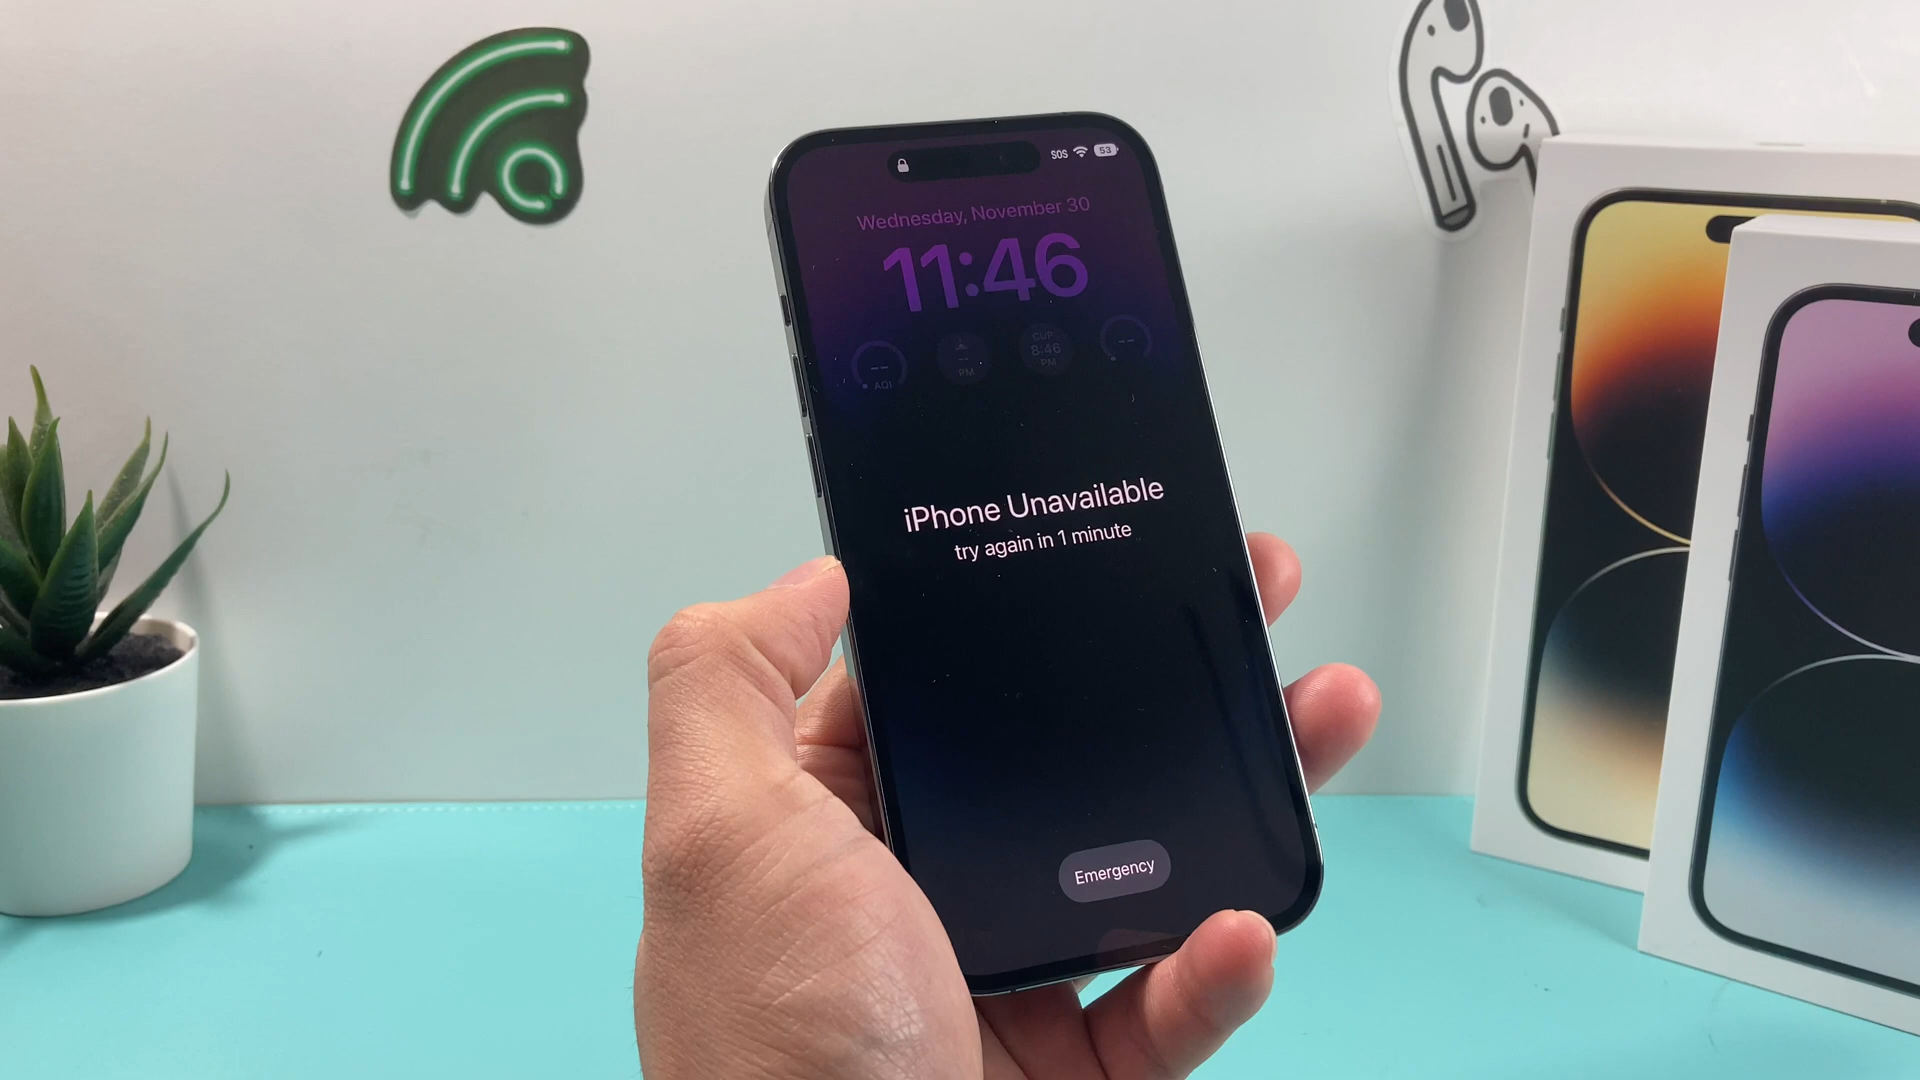 SOS 53
Wednesday, November 30
11:46
AQI
--
PM
CUP
8:46
PM
--
iPhone Unavailable
try again in 1 minute
Emergency